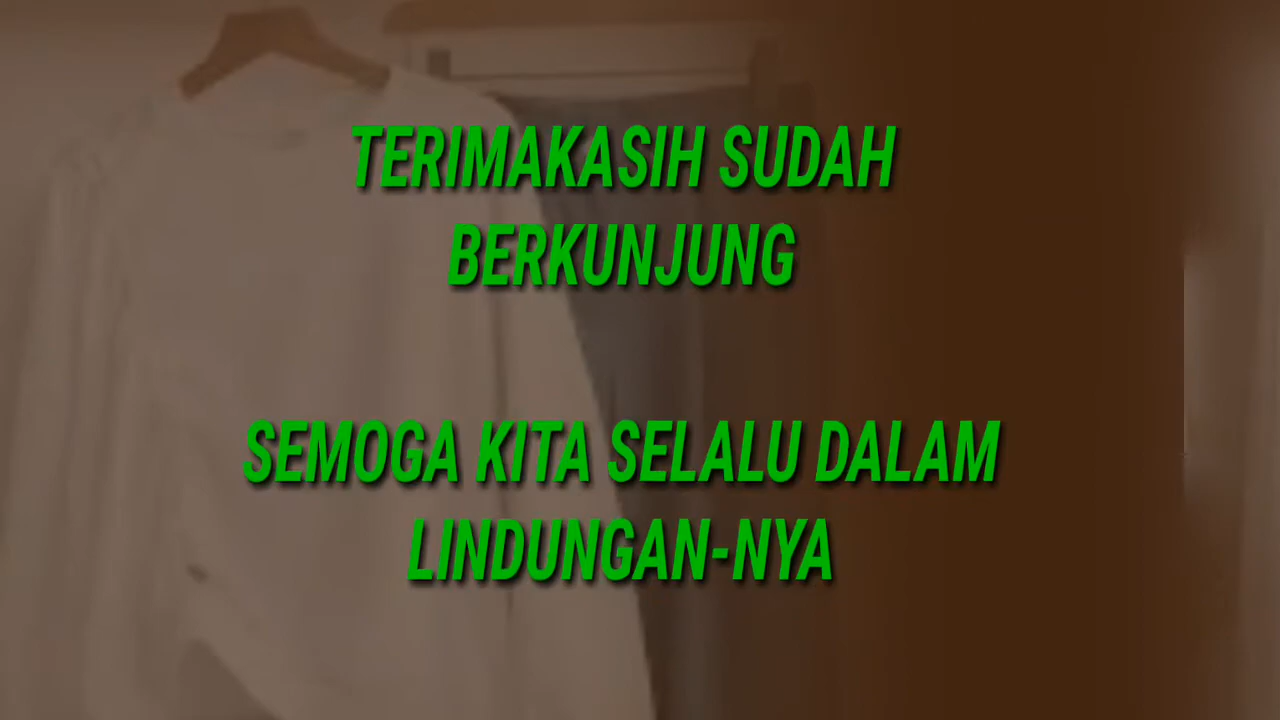 TERIMAKASIH SUDAH
BERKUNJUNG
SEMOGA KITA SELALU DALAM
LINDUNGAN-NYA